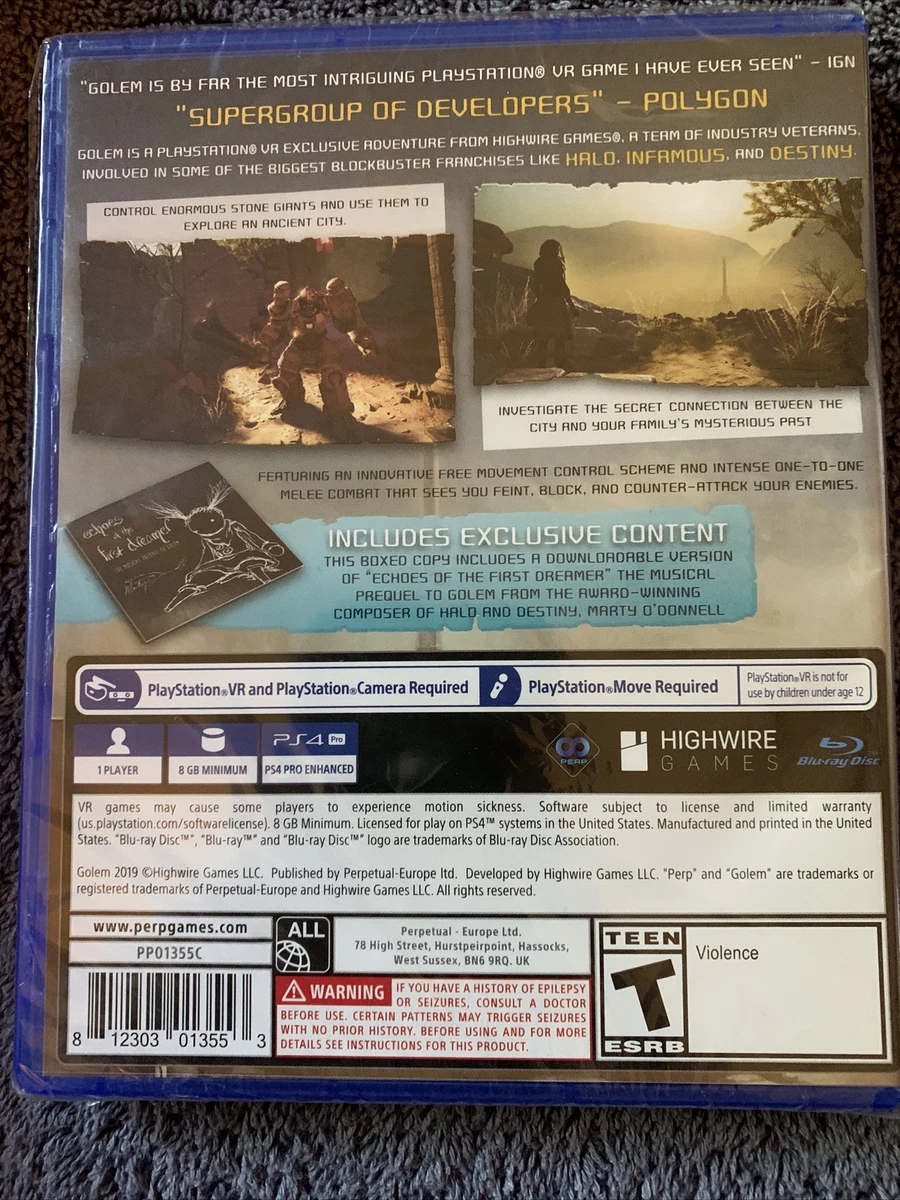 "GOLEM IS BY FAR THE MOST INTRIGUING PLAYSTATION® VR GAME I HAVE EVER SEEN" - IGN
"SUPERGROUP OF DEVELOPERS" - POLYGON
GOLEM IS A PLAYSTATION® VR EXCLUSIVE ADVENTURE FROM HIGHWIRE GAMES®, A TEAM OF INDUSTRY VETERANS,
INVOLVED IN SOME OF THE BIGGEST BLOCKBUSTER FRANCHISES LIKE HALO, INFAMOUS, AND DESTINY.
CONTROL ENORMOUS STONE GIANTS AND USE THEM TO
EXPLORE AN ANCIENT CITY.
INVESTIGATE THE SECRET CONNECTION BETWEEN THE
CITY AND YOUR FAMILY'S MYSTERIOUS PAST
FEATURING AN INNOVATIVE FREE MOVEMENT CONTROL SCHEME AND INTENSE ONE-TO-ONE
MELEE COMBAT THAT SEES YOU FEINT, BLOCK, AND COUNTER-ATTACK YOUR ENEMIES.
echoes
of the
first dreamer
INCLUDES EXCLUSIVE CONTENT
THIS BOXED COPY INCLUDES A DOWNLOADABLE VERSION
OF "ECHOES OF THE FIRST DREAMER" THE MUSICAL
PREQUEL TO GOLEM FROM THE AWARD-WINNING
COMPOSER OF HALO AND DESTINY, MARTY O'DONNELL
PlayStation®VR and PlayStation®Camera Required
PlayStation®Move Required
PlayStation®VR is not for
use by children under age 12
1 PLAYER
8 GB MINIMUM
PS4 Pro
PS4 PRO ENHANCED
PERP
HIGHWIRE
GAMES
Blu-ray Disc
VR games may cause some players to experience motion sickness. Software subject to license and limited warranty
(us.playstation.com/softwarelicense). 8 GB Minimum. Licensed for play on PS4™ systems in the United States. Manufactured and printed in the United
States. "Blu-ray Disc™", "Blu-ray™" and "Blu-ray Disc™" logo are trademarks of Blu-ray Disc Association.
Golem 2019 ©Highwire Games LLC. Published by Perpetual-Europe ltd. Developed by Highwire Games LLC. "Perp" and "Golem" are trademarks or
registered trademarks of Perpetual-Europe and Highwire Games LLC. All rights reserved.
www.perpgames.com
PP01355C
8 12303 01355 3
ALL
Perpetual - Europe Ltd.
78 High Street, Hurstpierpoint, Hassocks,
West Sussex, BN6 9RQ. UK
WARNING IF YOU HAVE A HISTORY OF EPILEPSY
OR SEIZURES, CONSULT A DOCTOR
BEFORE USE. CERTAIN PATTERNS MAY TRIGGER SEIZURES
WITH NO PRIOR HISTORY. BEFORE USING AND FOR MORE
DETAILS SEE INSTRUCTIONS FOR THIS PRODUCT.
TEEN
T
ESRB
Violence